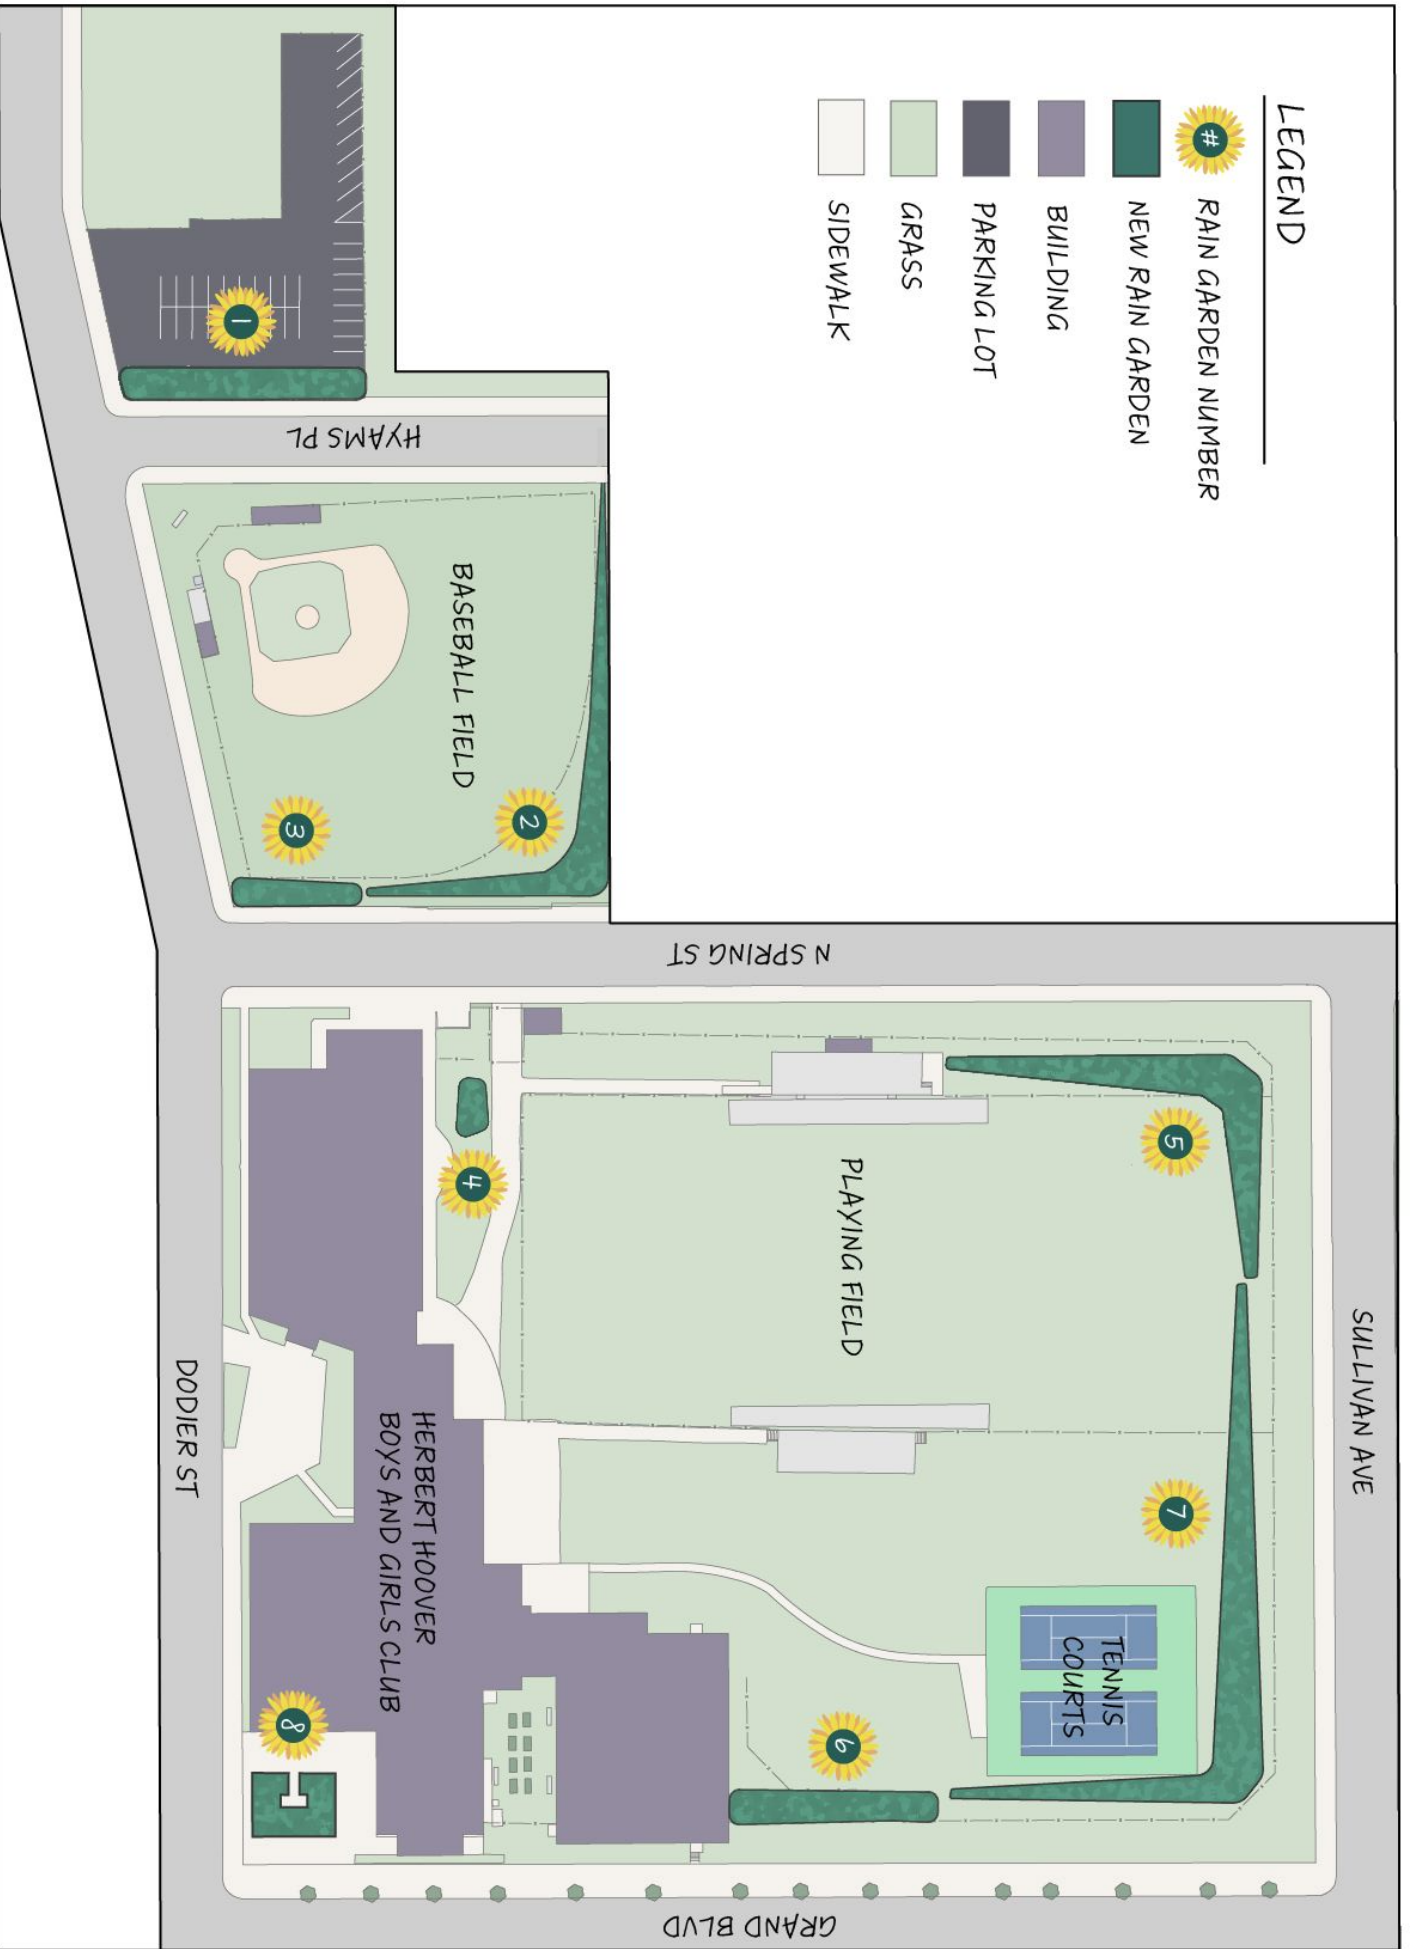 LEGEND
#
RAIN GARDEN NUMBER
NEW RAIN GARDEN
BUILDING
PARKING LOT
GRASS
SIDEWALK
SULLIVAN AVE
5
7
TENNIS
COURTS
PLAYING FIELD
6
N SPRING ST
GRAND BLVD
2
BASEBALL FIELD
3
4
HERBERT HOOVER
BOYS AND GIRLS CLUB
8
HYAMS PL
1
DODIER ST